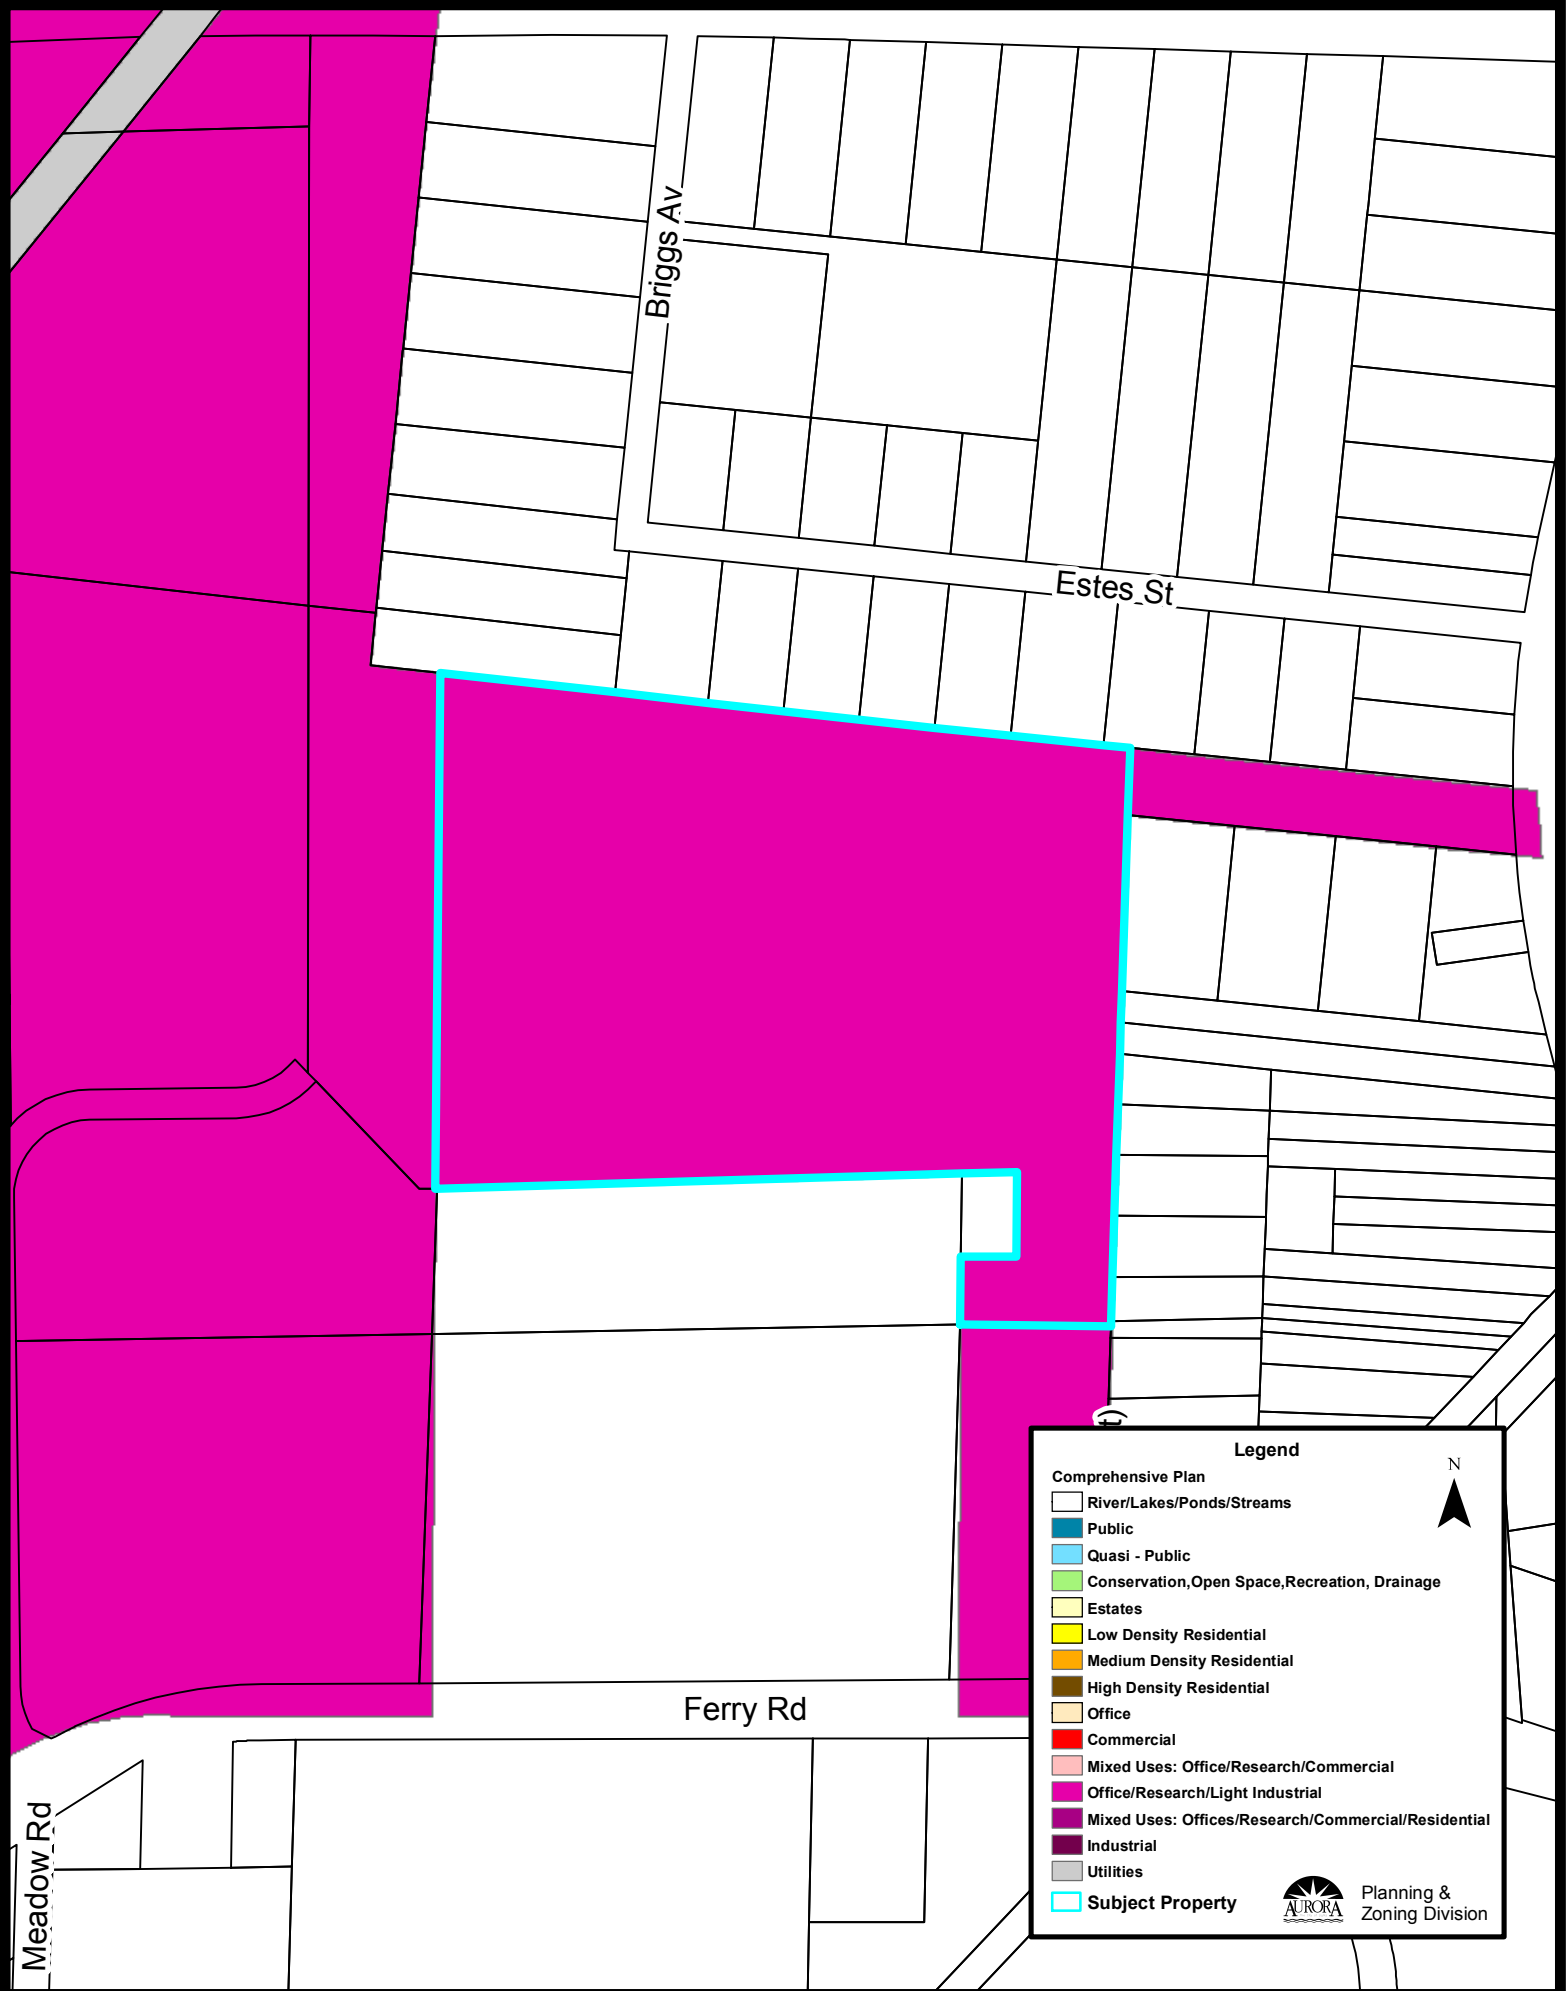 Briggs Av
Estes St
t)
Ferry Rd
Meadow Rd
Legend
N
Comprehensive Plan
River/Lakes/Ponds/Streams
Public
Quasi - Public
Conservation,Open Space,Recreation, Drainage
Estates
Low Density Residential
Medium Density Residential
High Density Residential
Office
Commercial
Mixed Uses: Office/Research/Commercial
Office/Research/Light Industrial
Mixed Uses: Offices/Research/Commercial/Residential
Industrial
Utilities
Subject Property
AURORA
Planning &
Zoning Division